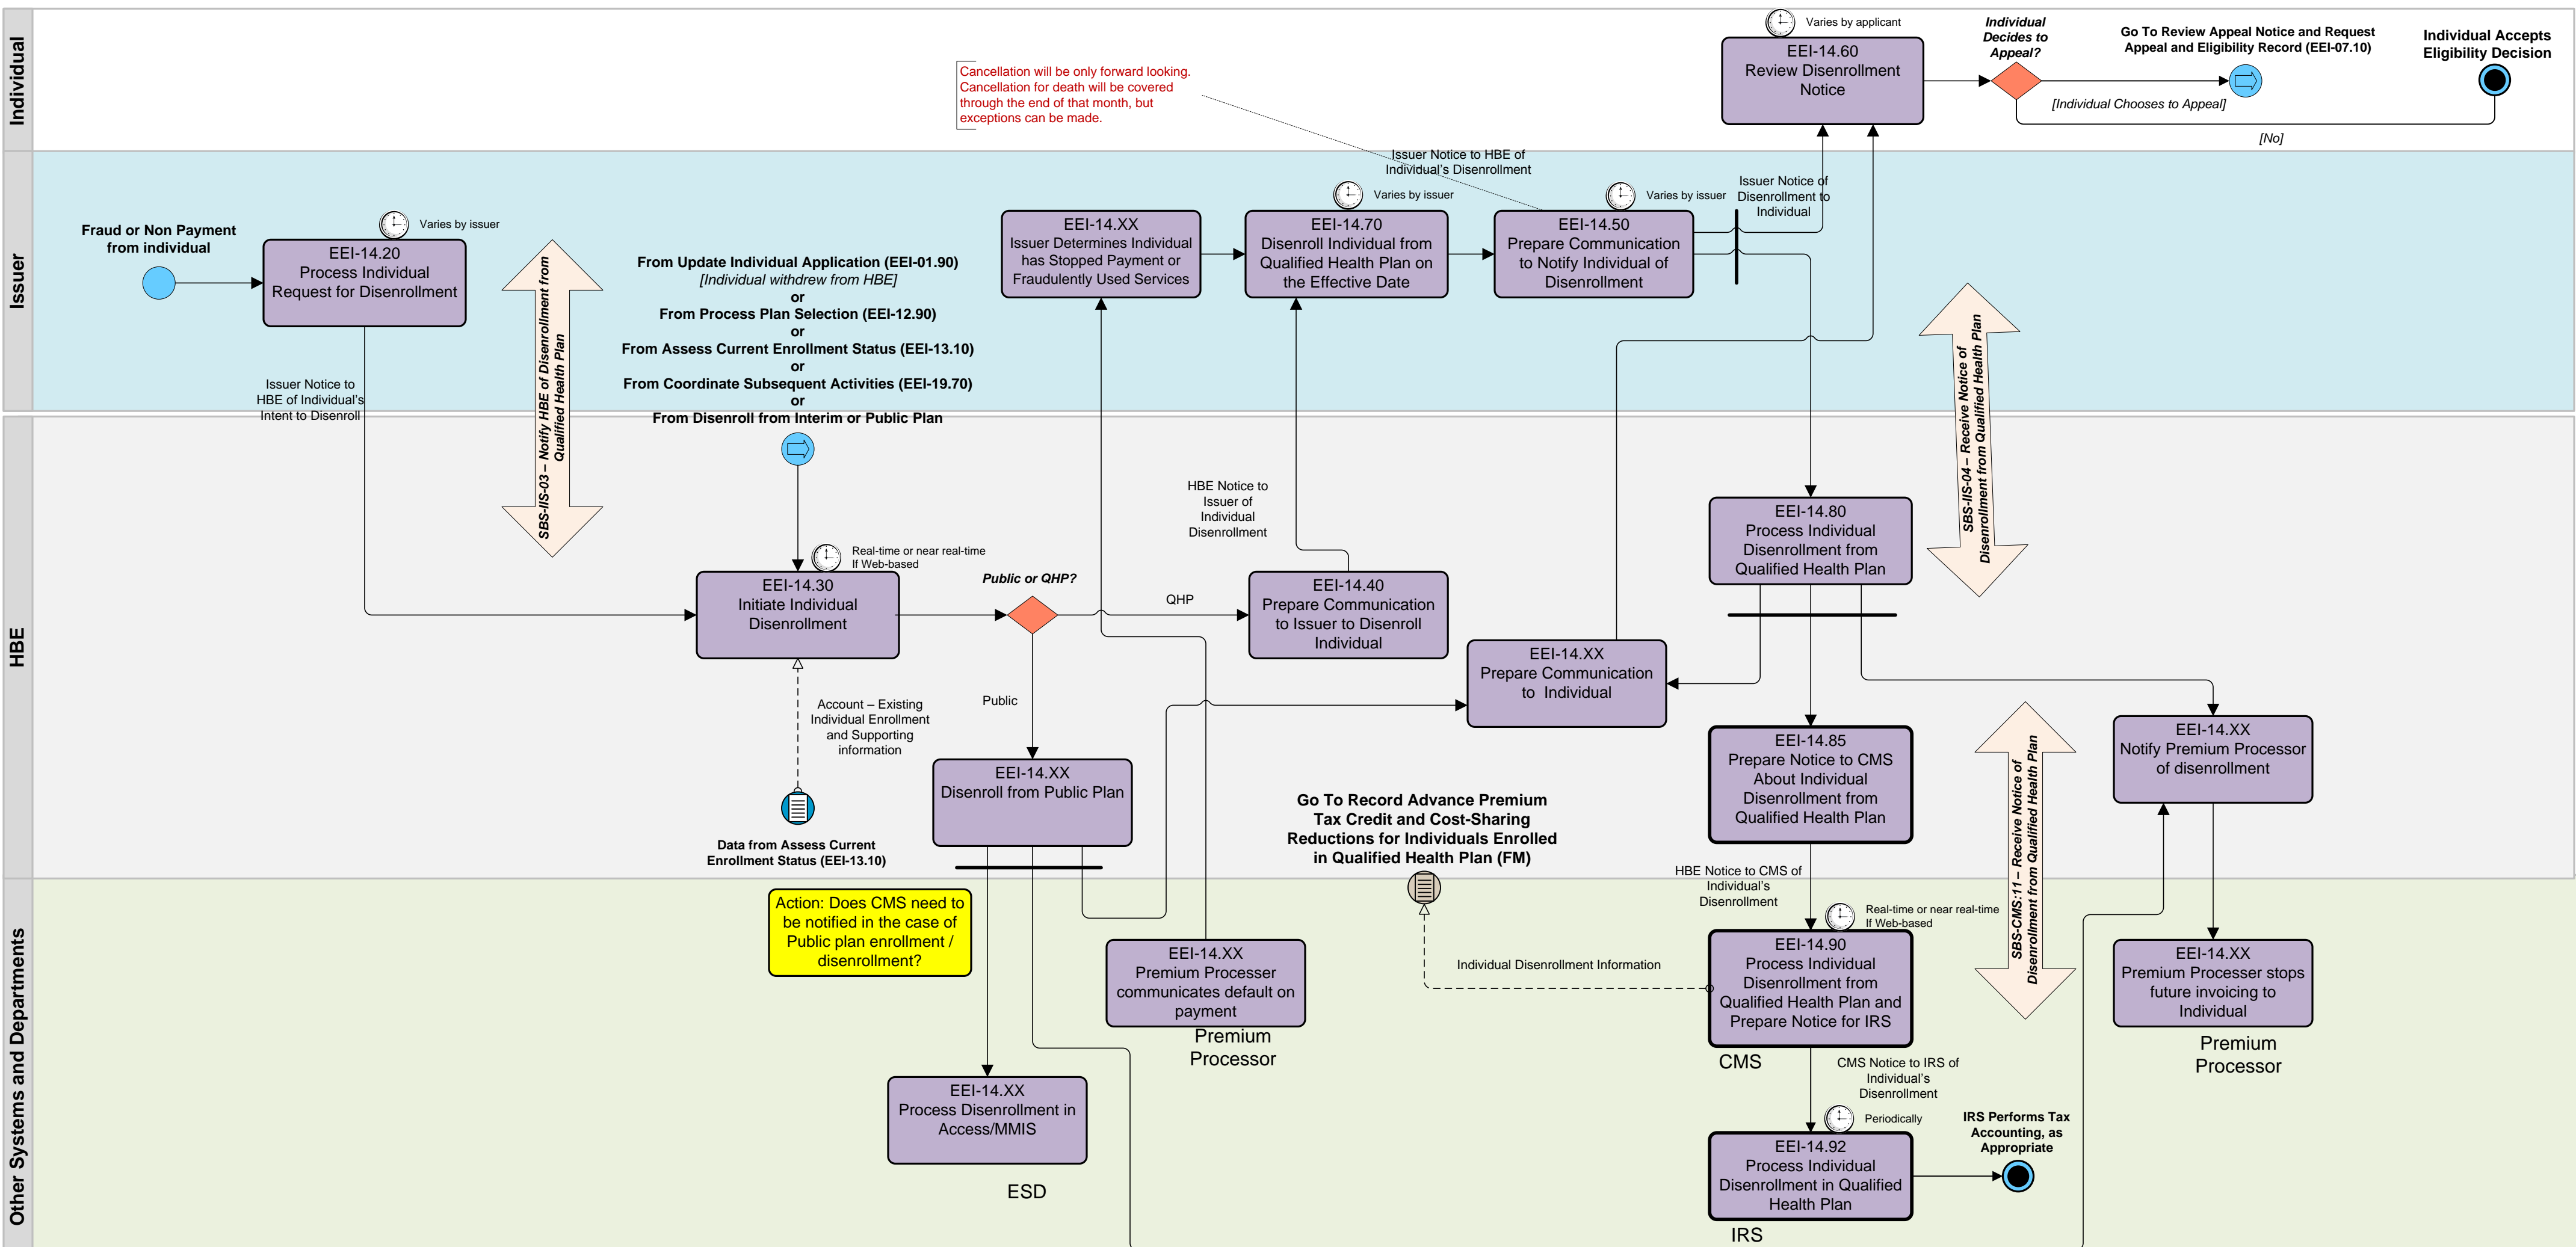 Individual
Varies by applicant
EEI-14.60
Review Disenrollment
Notice
Individual
Decides to
Appeal?
Go To Review Appeal Notice and Request
Appeal and Eligibility Record (EEI-07.10)
[Individual Chooses to Appeal]
Individual Accepts
Eligibility Decision
[No]
Cancellation will be only forward looking.
Cancellation for death will be covered
through the end of that month, but
exceptions can be made.
Issuer
Fraud or Non Payment
from individual
Varies by issuer
EEI-14.20
Process Individual
Request for Disenrollment
Issuer Notice to
HBE of Individual's
Intent to Disenroll
SBS-IIS-03 – Notify HBE of Disenrollment from
Qualified Health Plan
From Update Individual Application (EEI-01.90)
[Individual withdrew from HBE]
or
From Process Plan Selection (EEI-12.90)
or
From Assess Current Enrollment Status (EEI-13.10)
or
From Coordinate Subsequent Activities (EEI-19.70)
or
From Disenroll from Interim or Public Plan
EEI-14.XX
Issuer Determines Individual
has Stopped Payment or
Fraudulently Used Services
Varies by issuer
EEI-14.70
Disenroll Individual from
Qualified Health Plan on
the Effective Date
Issuer Notice to HBE of
Individual's Disenrollment
Varies by issuer
EEI-14.50
Prepare Communication
to Notify Individual of
Disenrollment
Issuer Notice of
Disenrollment to
Individual
SBS-IIS-04 – Receive Notice of
Disenrollment from Qualified Health Plan
HBE
Real-time or near real-time
If Web-based
EEI-14.30
Initiate Individual
Disenrollment
Public or QHP?
QHP
Public
HBE Notice to
Issuer of
Individual
Disenrollment
EEI-14.40
Prepare Communication
to Issuer to Disenroll
Individual
EEI-14.XX
Prepare Communication
to Individual
EEI-14.80
Process Individual
Disenrollment from
Qualified Health Plan
Account – Existing
Individual Enrollment
and Supporting
information
Data from Assess Current
Enrollment Status (EEI-13.10)
EEI-14.XX
Disenroll from Public Plan
Go To Record Advance Premium
Tax Credit and Cost-Sharing
Reductions for Individuals Enrolled
in Qualified Health Plan (FM)
EEI-14.85
Prepare Notice to CMS
About Individual
Disenrollment from
Qualified Health Plan
HBE Notice to CMS of
Individual's
Disenrollment
SBS-CMS:11 – Receive Notice of
Disenrollment from Qualified Health Plan
EEI-14.XX
Notify Premium Processor
of disenrollment
Other Systems and Departments
Action: Does CMS need to
be notified in the case of
Public plan enrollment /
disenrollment?
EEI-14.XX
Premium Processer
communicates default on
payment
Premium
Processor
Individual Disenrollment Information
Real-time or near real-time
If Web-based
EEI-14.90
Process Individual
Disenrollment from
Qualified Health Plan and
Prepare Notice for IRS
CMS
EEI-14.XX
Premium Processer stops
future invoicing to
Individual
Premium
Processor
EEI-14.XX
Process Disenrollment in
Access/MMIS
ESD
CMS Notice to IRS of
Individual's
Disenrollment
Periodically
EEI-14.92
Process Individual
Disenrollment in Qualified
Health Plan
IRS
IRS Performs Tax
Accounting, as
Appropriate